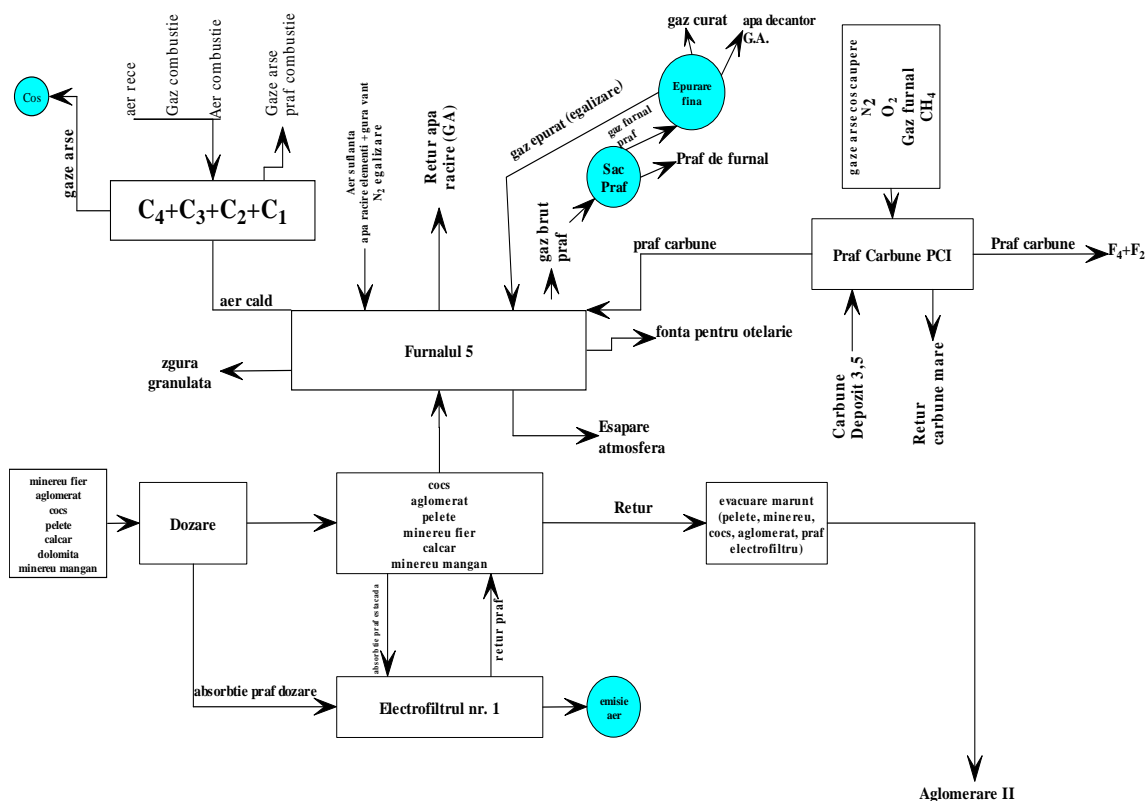 gaz curat
apa decantor
G.A.
Cos
aer rece
Gaz combustie
Aer combustie
Gaze arse
praf combustie
gaze arse
C4+C3+C2+C1
Aer suflanta
apa racire elementi +gura vant
N2 egalizare
Retur apa
racire (GA)
gaz epurat (egalizare)
Epurare
fina
gaz furnal
praf
Sac
Praf
Praf de furnal
gaz brut
praf
gaze arse cos caupere
N2
O2
Gaz furnal
CH4
praf carbune
Praf Carbune PCI
Praf carbune
F4+F2
aer cald
Furnalul 5
fonta pentru otelarie
zgura
granulata
Carbune
Depozit 3,5
Retur
carbune mare
Esapare
atmosfera
minereu fier
aglomerat
cocs
pelete
calcar
dolomita
minereu mangan
Dozare
cocs
aglomerat
pelete
minereu fier
calcar
minereu mangan
Retur
evacuare marunt
(pelete, minereu,
cocs, aglomerat, praf
electrofiltru)
absorbtie praf estacada
retur praf
absorbtie praf dozare
Electrofiltrul nr. 1
emisie
aer
Aglomerare II